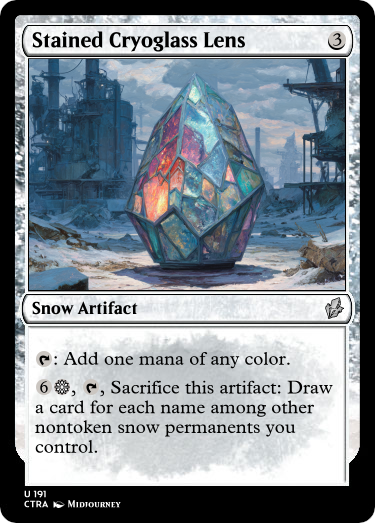 Stained Cryoglass Lens 3
Snow Artifact
: Add one mana of any color.
6 , , Sacrifice this artifact: Draw
a card for each name among other
nontoken snow permanents you
control.
U 191
CTRA Midjourney